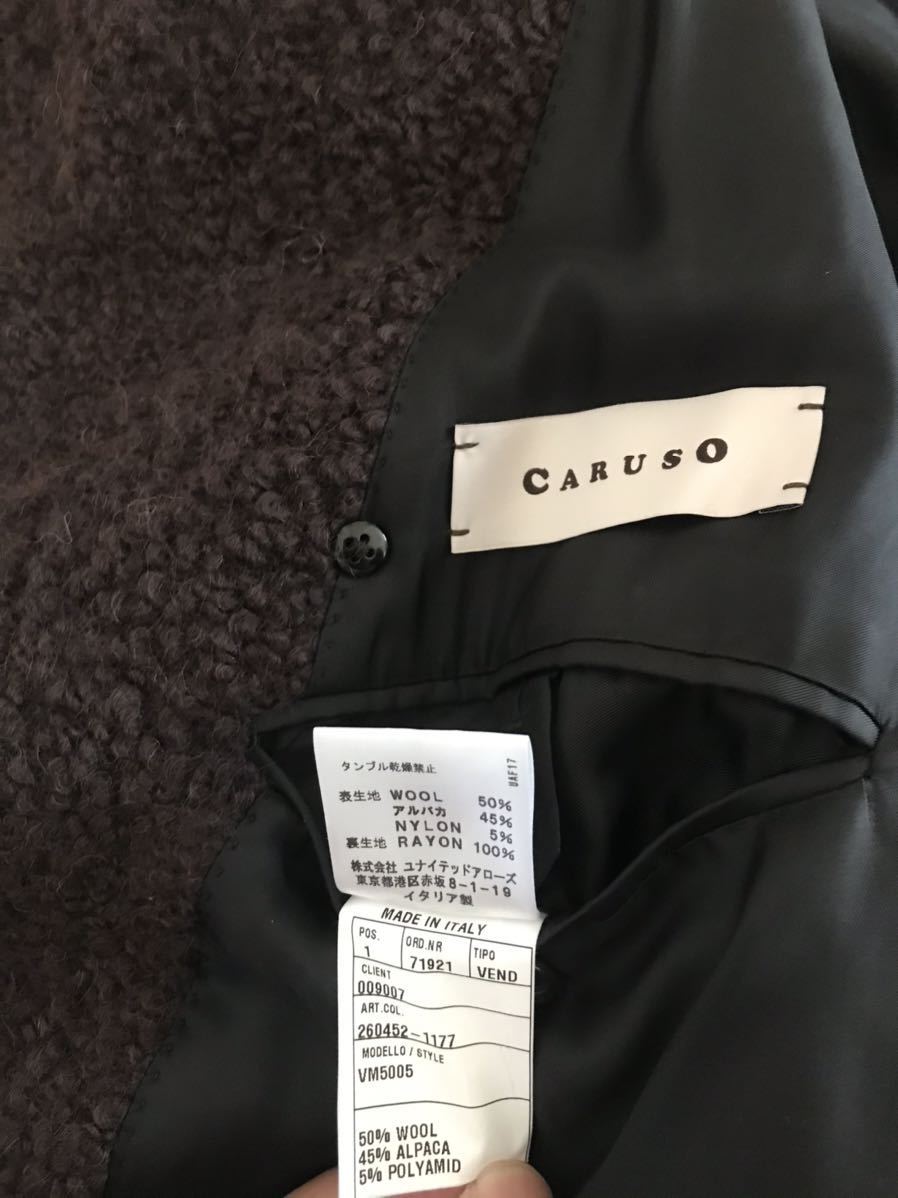 CARUSO
タンブル乾燥禁止
UAF17
表生地 WOOL 50%
アルパカ 45%
NYLON 5%
裏生地 RAYON 100%
株式会社 ユナイテッドアローズ
東京都港区赤坂8-1-19
イタリア製
MADE IN ITALY
POS. ORD.NR TIPO
1 71921 VEND
CLIENT
009007
ART.COL.
260452-1177
MODELLO / STYLE
VM5005
50% WOOL
45% ALPACA
5% POLYAMID